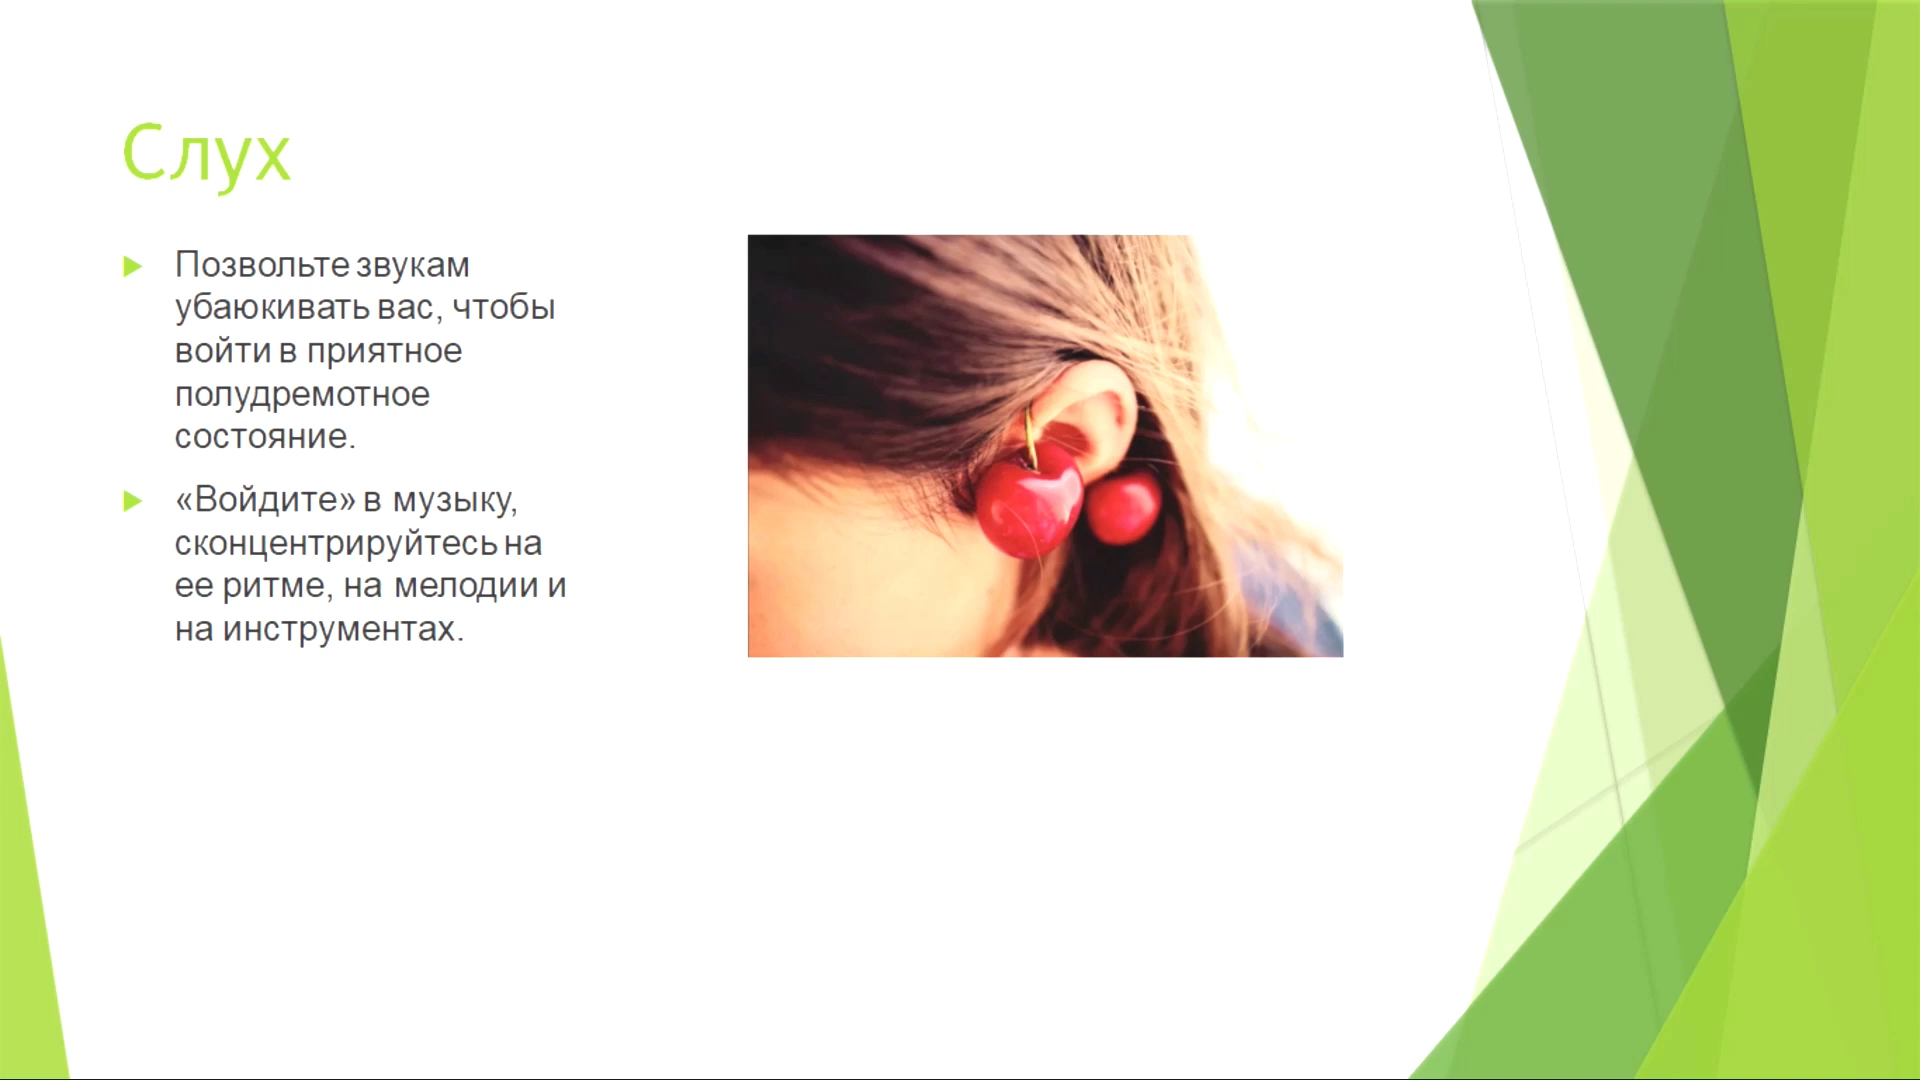 Слух
Позвольте звукам
убаюкивать вас, чтобы
войти в приятное
полудремотное
состояние.
«Войдите» в музыку,
сконцентрируйтесь на
ее ритме, на мелодии и
на инструментах.